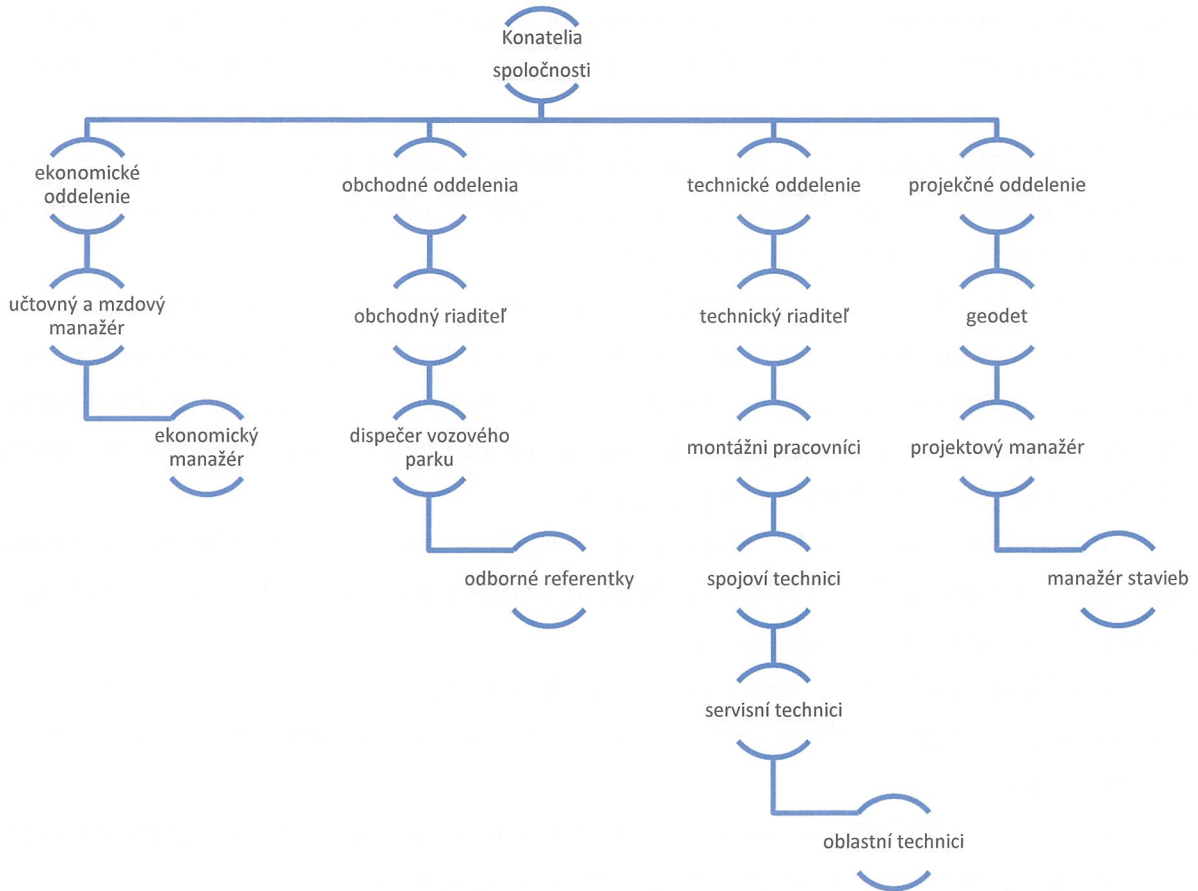 Konatelia
spoločnosti
ekonomické
oddelenie
obchodné oddelenia
technické oddelenie
projekčné oddelenie
učtovný a mzdový
manažér
obchodný riaditeľ
technický riaditeľ
geodet
ekonomický
manažér
dispečer vozového
parku
montážni pracovníci
projektový manažér
odborné referentky
spojoví technici
manažér stavieb
servisní technici
oblastní technici